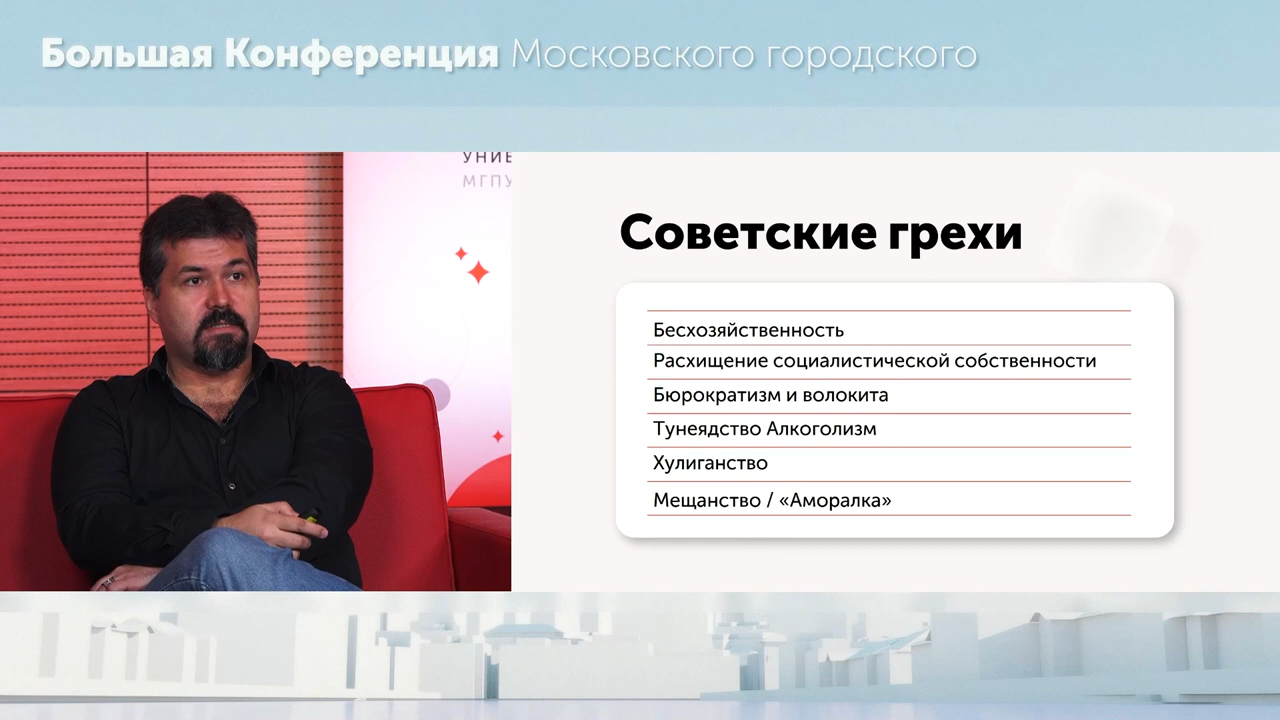 Большая Конференция Московского городского
УНИВ
МГПУ
Советские грехи
Бесхозяйственность
Расхищение социалистической собственности
Бюрократизм и волокита
Тунеядство Алкоголизм
Хулиганство
Мещанство / «Аморалка»